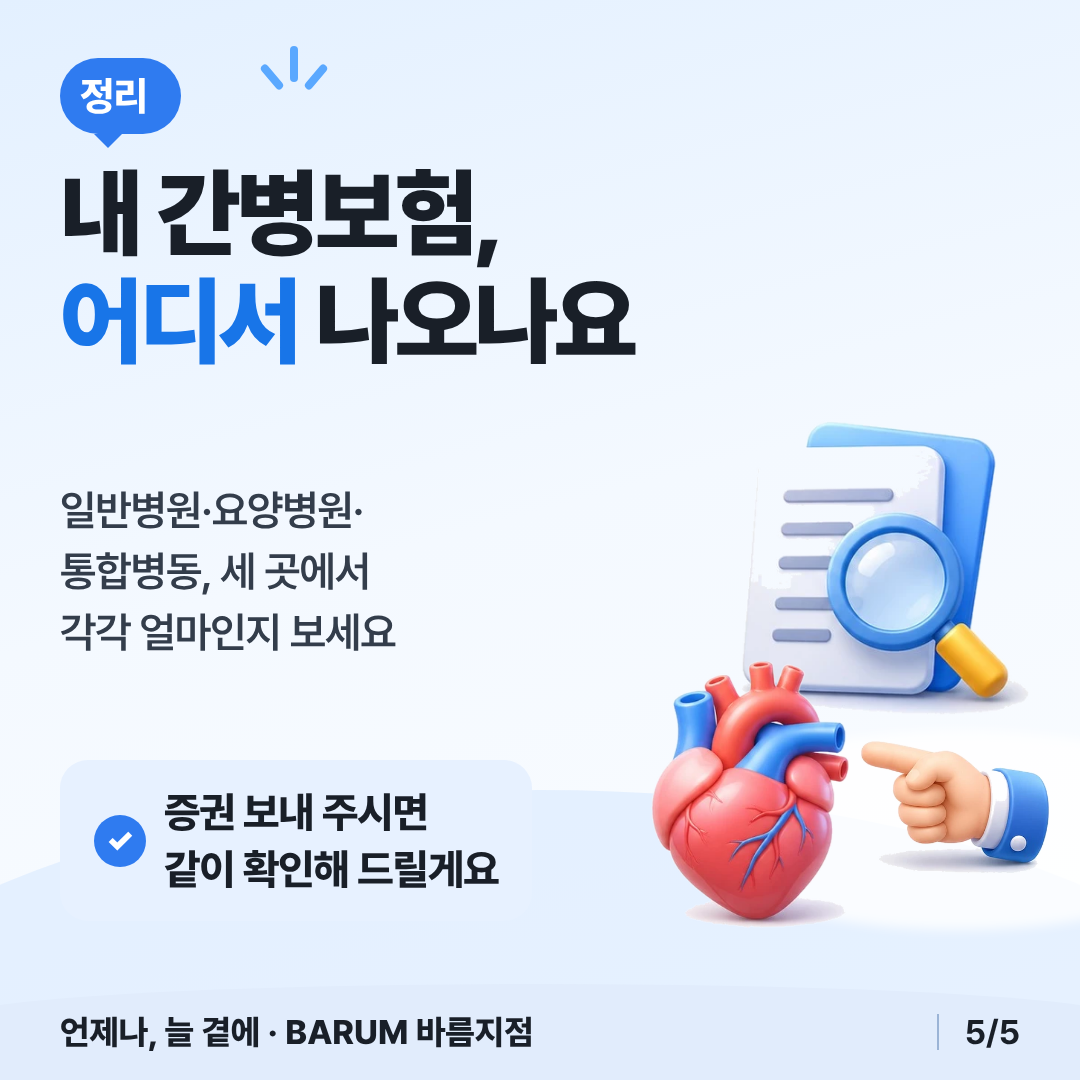 정리
내 간병보험,
어디서 나오나요
일반병원·요양병원·
통합병동, 세 곳에서
각각 얼마인지 보세요
증권 보내 주시면
같이 확인해 드릴게요
언제나, 늘 곁에 · BARUM 바름지점
5/5